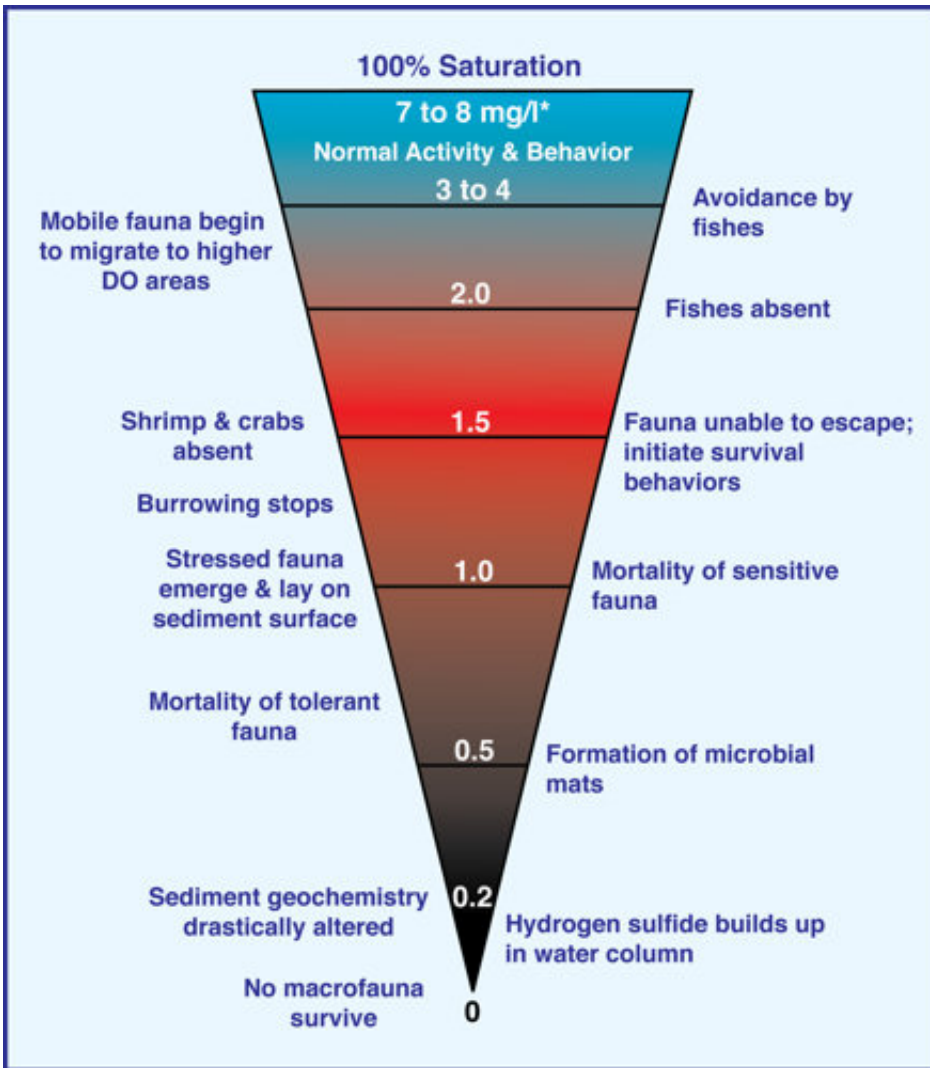 100% Saturation
7 to 8 mg/l*
Normal Activity & Behavior
3 to 4
Avoidance by
fishes
Mobile fauna begin
to migrate to higher
DO areas
2.0
Fishes absent
Shrimp & crabs
absent
1.5
Fauna unable to escape;
initiate survival
behaviors
Burrowing stops
Stressed fauna
emerge & lay on
sediment surface
1.0
Mortality of sensitive
fauna
Mortality of tolerant
fauna
0.5
Formation of microbial
mats
Sediment geochemistry
drastically altered
0.2
Hydrogen sulfide builds up
in water column
No macrofauna
survive
0